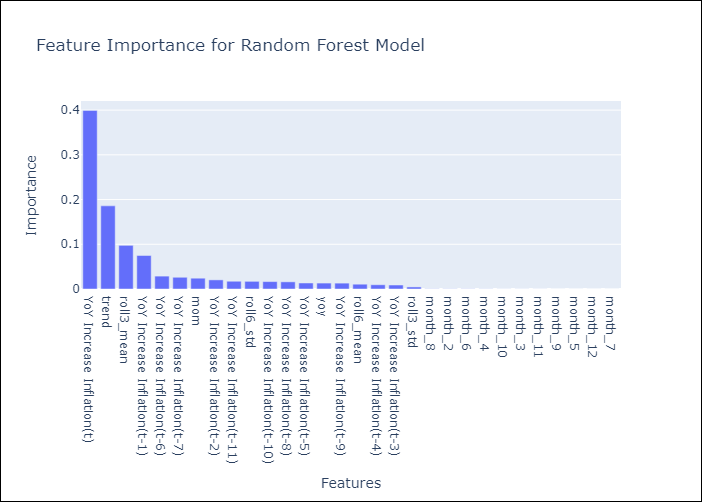 Feature Importance for Random Forest Model
Importance
0.4
0.3
0.2
0.1
0
YoY Increase Inflation(t)
trend
roll3_mean
YoY Increase Inflation(t-1)
YoY Increase Inflation(t-6)
YoY Increase Inflation(t-7)
mom
YoY Increase Inflation(t-2)
YoY Increase Inflation(t-11)
roll6_std
YoY Increase Inflation(t-10)
YoY Increase Inflation(t-8)
YoY Increase Inflation(t-5)
yoy
YoY Increase Inflation(t-9)
roll6_mean
YoY Increase Inflation(t-4)
YoY Increase Inflation(t-3)
roll3_std
month_8
month_2
month_6
month_4
month_10
month_3
month_11
month_9
month_5
month_12
month_7
Features